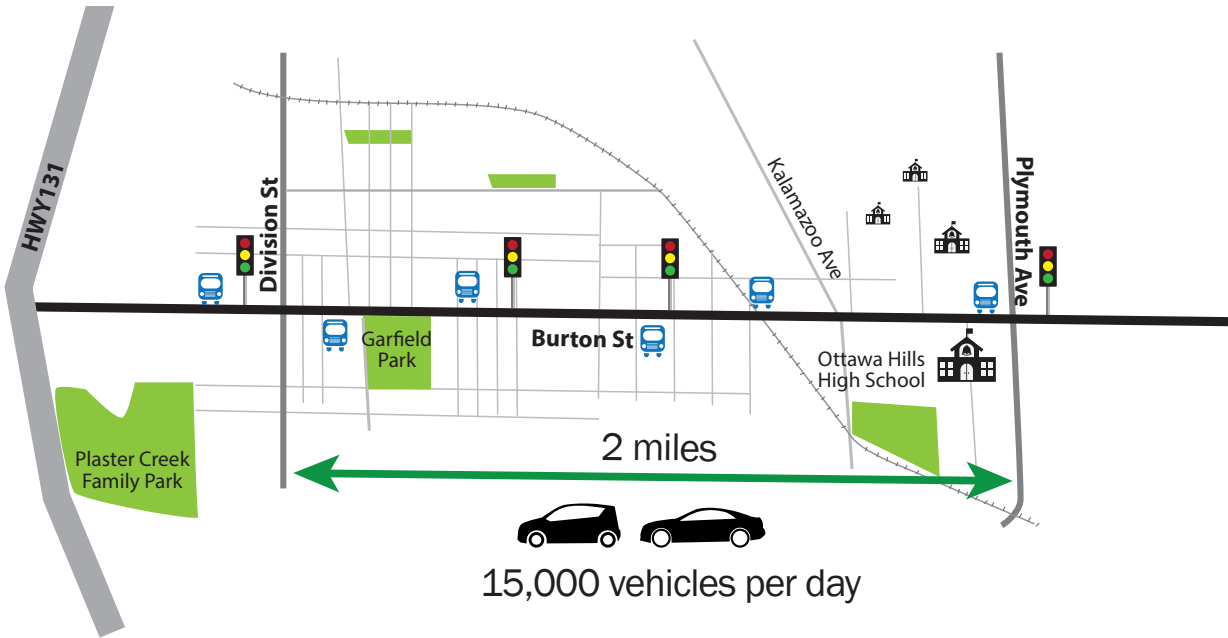 HWY131
Division St
Kalamazoo Ave
Plymouth Ave
Garfield
Park
Burton St
Ottawa Hills
High School
Plaster Creek
Family Park
2 miles
15,000 vehicles per day